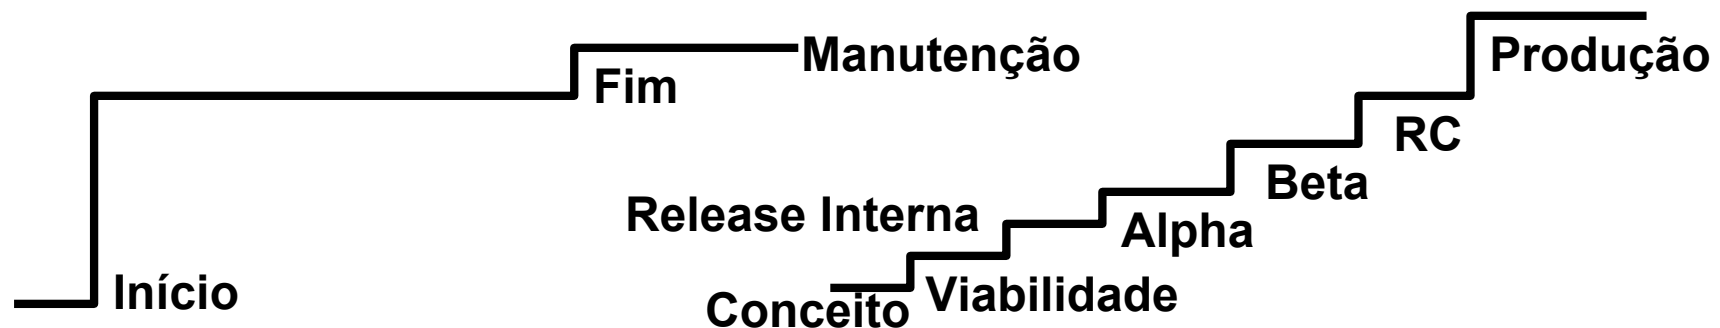 Início
Fim
Manutenção
Conceito
Viabilidade
Release Interna
Alpha
Beta
RC
Produção